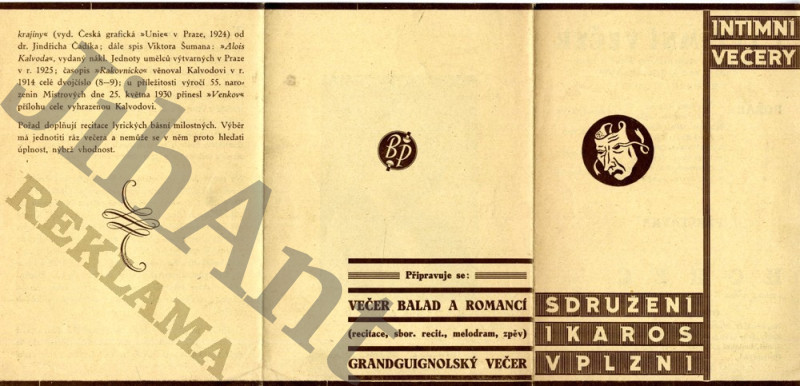 krajiny« (vyd. Česká grafická »Unie« v Praze, 1924) od
dr. Jindřicha Čadíka; dále spis Viktora Šumana: »Alois
Kalvoda«, vydaný nákl. Jednoty umělců výtvarných v Praze
v r. 1925; časopis »Rakovnicko« věnoval Kalvodovi v r.
1914 celé dvojčíslo (8—9); u příležitosti výročí 55. naro-
zenin Mistrových dne 25. května 1930 přinesl »Venkov«
přílohu cele vyhrazenou Kalvodovi.
Pořad doplňují recitace lyrických básní milostných. Výběr
má jednotiti ráz večera a nemůže se v něm proto hledati
úplnost, nýbrž vhodnost.
BP
Připravuje se:
VEČER BALAD A ROMANCÍ
(recitace, sbor. recit., melodram, zpěv)
GRANDGUIGNOLSKÝ VEČER
INTIMNÍ
VEČERY
SDRUŽENÍ
IKAROS
V PLZNI
JihAnt
REKLAMA